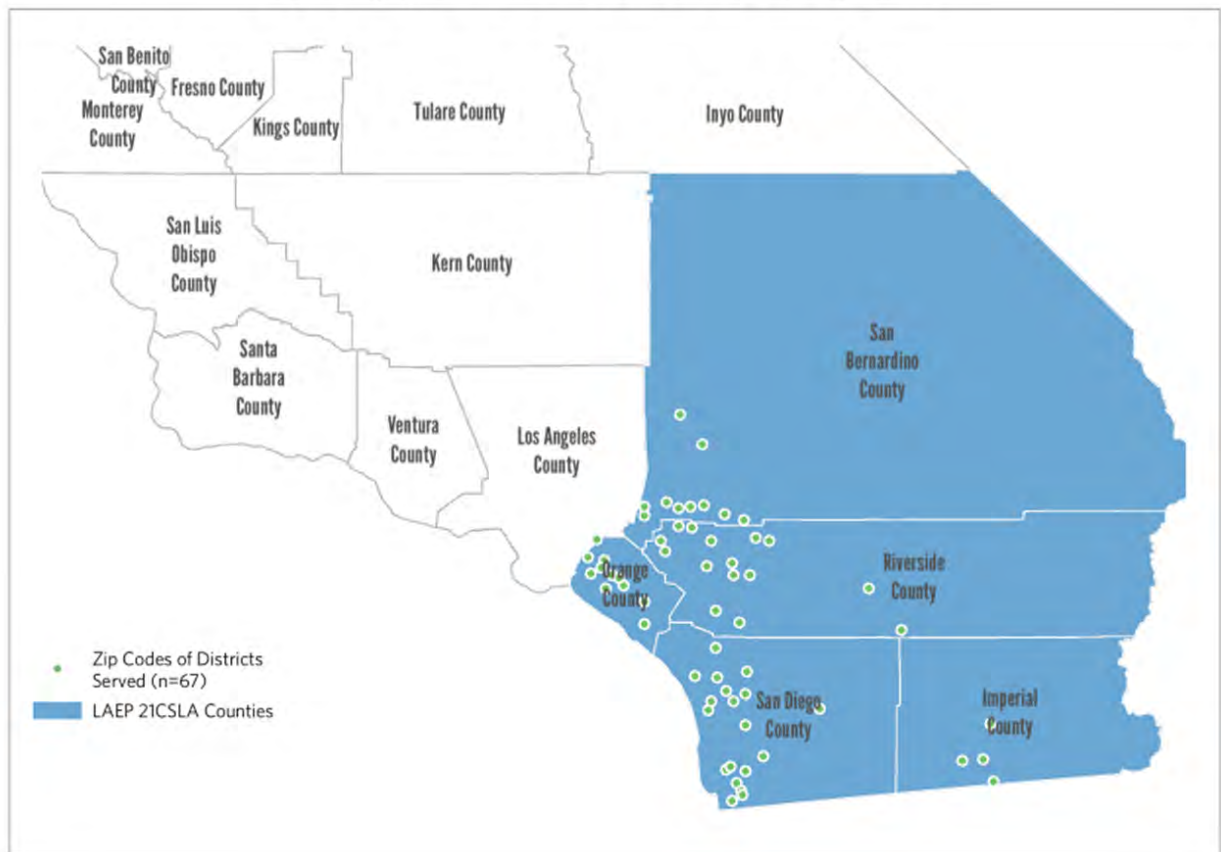 San Benito
County
Fresno County
Monterey
County
Kings County
Tulare County
Inyo County
San Luis
Obispo
County
Kern County
San
Bernardino
County
Santa
Barbara
County
Ventura
County
Los Angeles
County
Orange
County
Riverside
County
Zip Codes of Districts
Served (n=67)
LAEP 21CSLA Counties
San Diego
County
Imperial
County